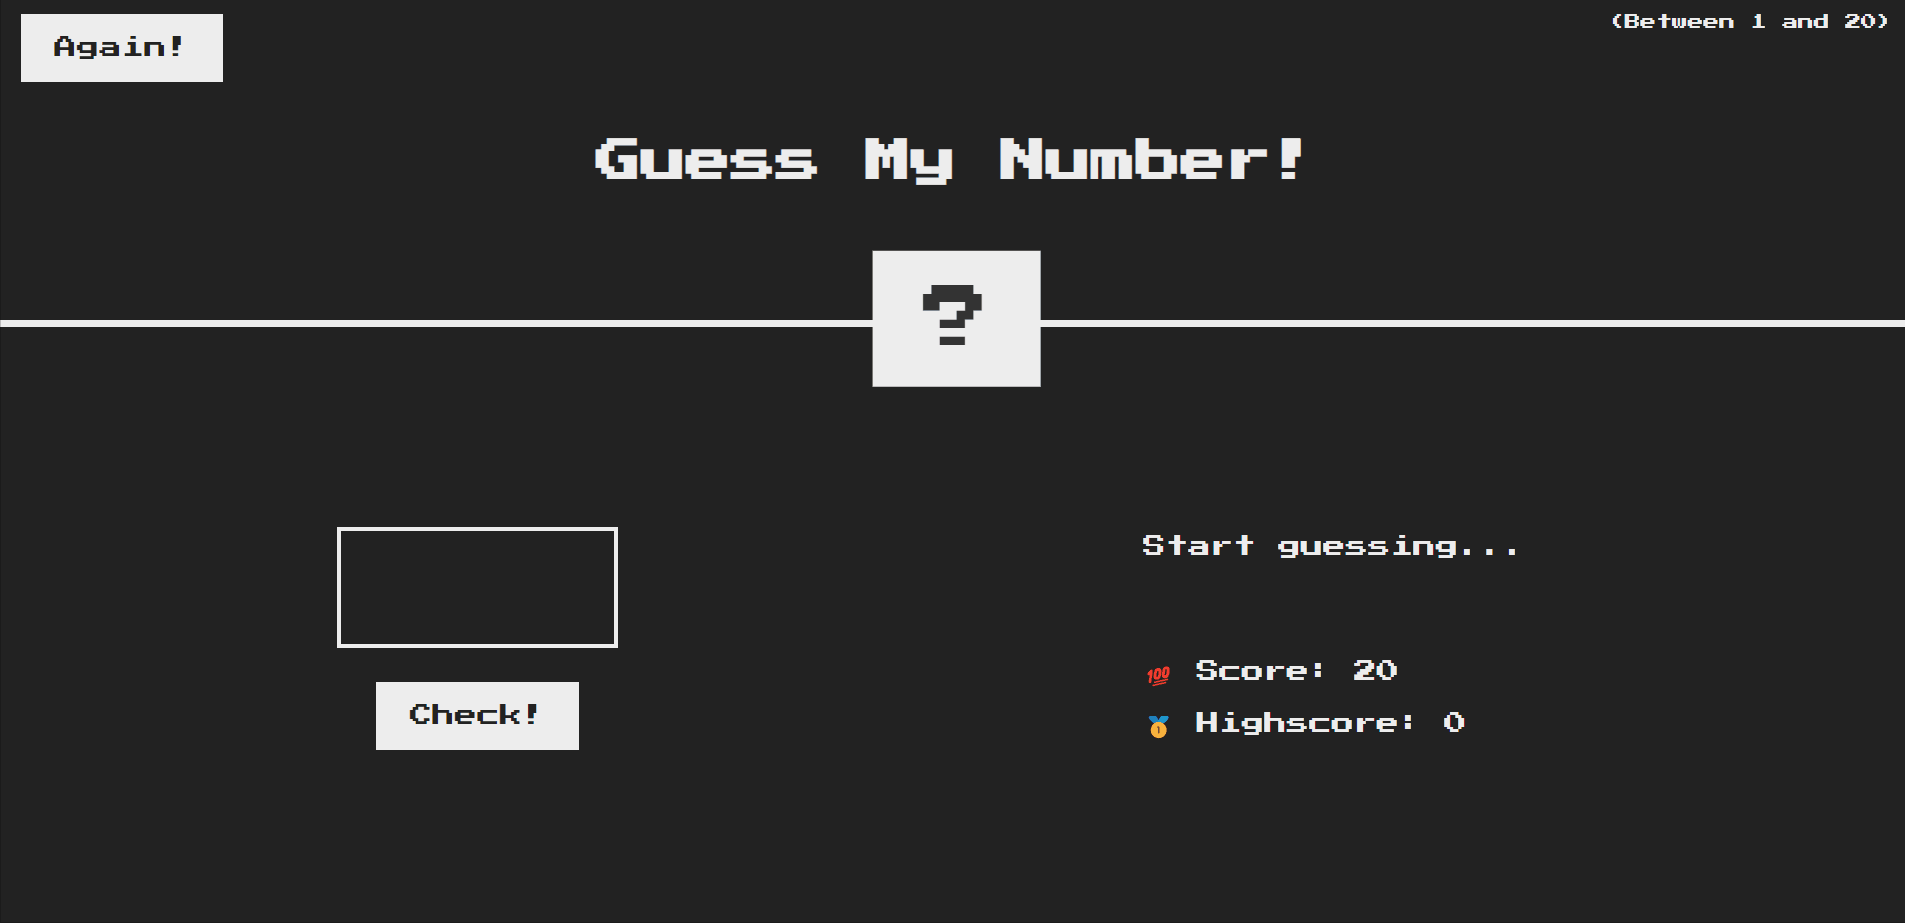 Again!
(Between 1 and 20)
Guess My Number!
?
Start guessing...
Check!
💯 Score: 20
🥇 Highscore: 0